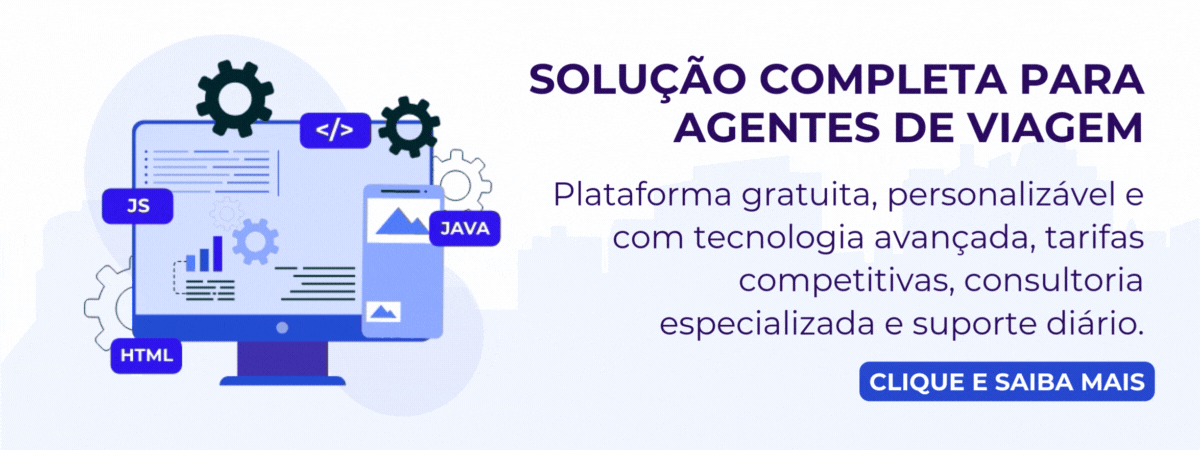 </>
JS
JAVA
HTML
SOLUÇÃO COMPLETA PARA
AGENTES DE VIAGEM
Plataforma gratuita, personalizável e
com tecnologia avançada, tarifas
competitivas, consultoria
especializada e suporte diário.
CLIQUE E SAIBA MAIS